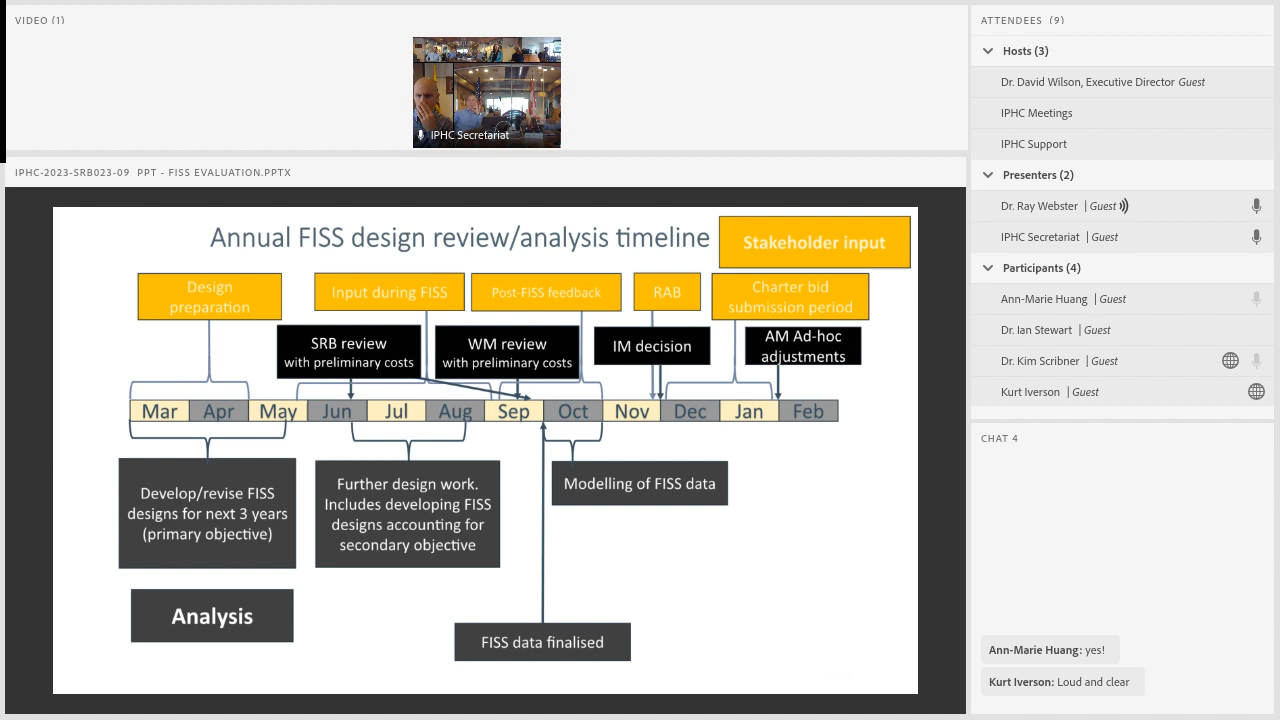 VIDEO (1)
IPHC Secretariat
IPHC-2023-SRB023-09 PPT - FISS EVALUATION.PPTX
Annual FISS design review/analysis timeline
Stakeholder input
Design
preparation
Input during FISS
Post-FISS feedback
RAB
Charter bid
submission period
SRB review
with preliminary costs
WM review
with preliminary costs
IM decision
AM Ad-hoc
adjustments
Mar Apr May Jun Jul Aug Sep Oct Nov Dec Jan Feb
Develop/revise FISS
designs for next 3 years
(primary objective)
Further design work.
Includes developing FISS
designs accounting for
secondary objective
Modelling of FISS data
Analysis
FISS data finalised
ATTENDEES (9)
Hosts (3)
Dr. David Wilson, Executive Director Guest
IPHC Meetings
IPHC Support
Presenters (2)
Dr. Ray Webster | Guest
IPHC Secretariat | Guest
Participants (4)
Ann-Marie Huang | Guest
Dr. Ian Stewart | Guest
Dr. Kim Scribner | Guest
Kurt Iverson | Guest
CHAT 4
Ann-Marie Huang: yes!
Kurt Iverson: Loud and clear